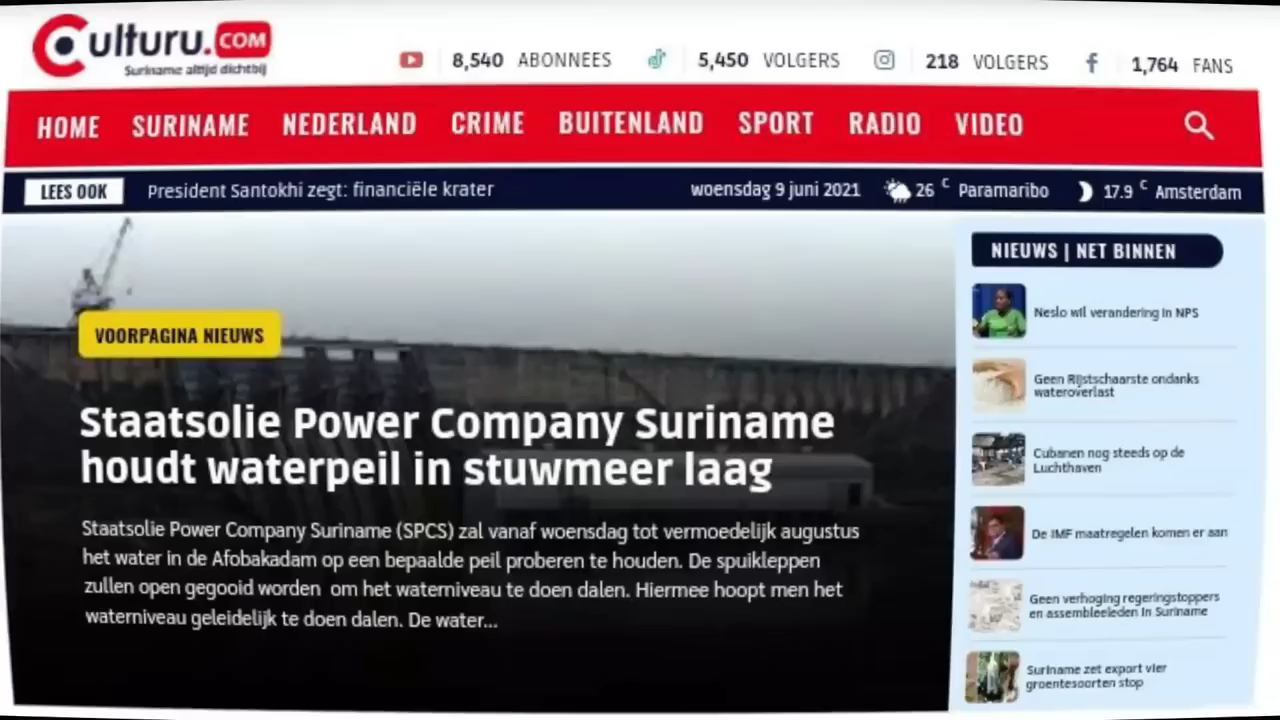 Culturu.COM
Suriname altijd dichtbij
8,540 ABONNEES 5,450 VOLGERS 218 VOLGERS 1,764 FANS
HOME SURINAME NEDERLAND CRIME BUITENLAND SPORT RADIO VIDEO
LEES OOK President Santokhi zegt: financiële krater woensdag 9 juni 2021 26 C Paramaribo 17.9 C Amsterdam
VOORPAGINA NIEUWS
Staatsolie Power Company Suriname
houdt waterpeil in stuwmeer laag
Staatsolie Power Company Suriname (SPCS) zal vanaf woensdag tot vermoedelijk augustus
het water in de Afobakadam op een bepaalde peil proberen te houden. De spuikleppen
zullen open gegooid worden om het waterniveau te doen dalen. Hiermee hoopt men het
waterniveau geleidelijk te doen dalen. De water...
NIEUWS | NET BINNEN
Neslo wil verandering in NPS
Geen Rijstschaarste ondanks
wateroverlast
Cubanen nog steeds op de
Luchthaven
De IMF maatregelen komen er aan
Geen verhoging regeringstoppers
en assembleeleden in Suriname
Suriname zet export vier
groentesoorten stop